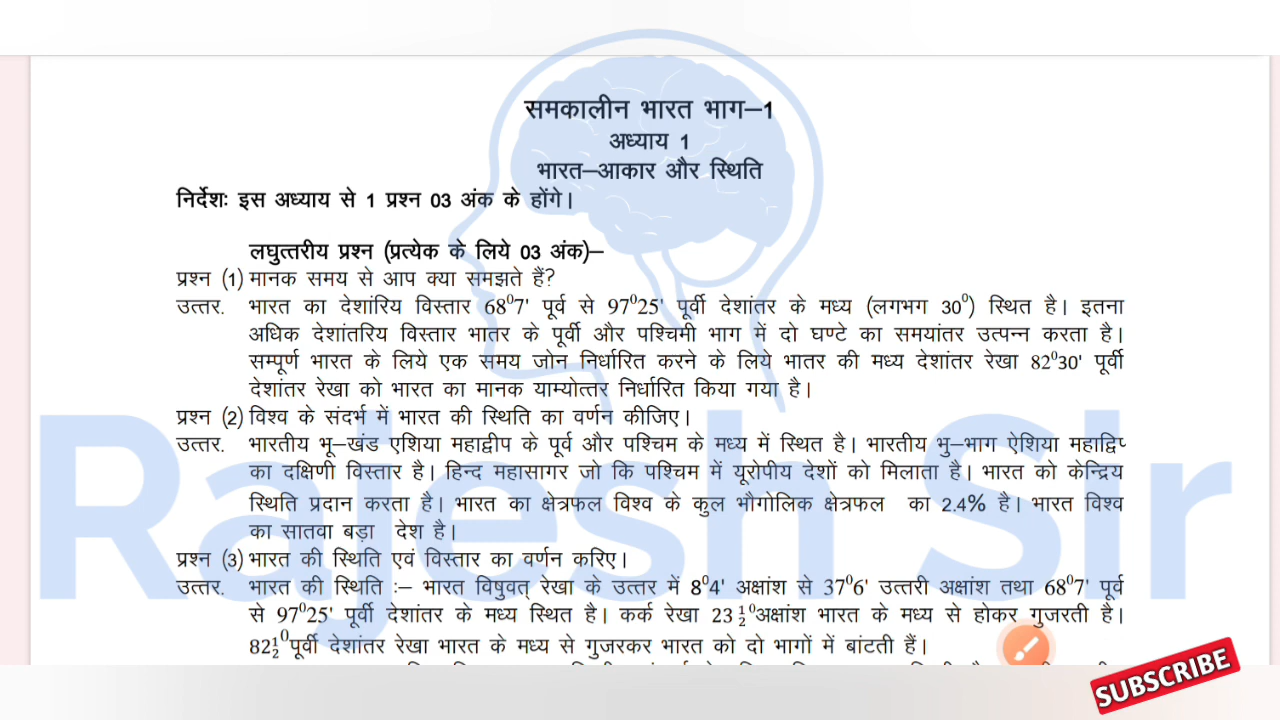 समकालीन भारत भाग–1
अध्याय 1
भारत–आकार और स्थिति
निर्देशः इस अध्याय से 1 प्रश्न 03 अंक के होंगे।
लघुत्तरीय प्रश्न (प्रत्येक के लिये 03 अंक)–
प्रश्न (1) मानक समय से आप क्या समझते हैं?
उत्तर. भारत का देशांरिय विस्तार 68⁰7' पूर्व से 97⁰25' पूर्वी देशांतर के मध्य (लगभग 30⁰) स्थित है। इतना
अधिक देशांतरिय विस्तार भातर के पूर्वी और पश्चिमी भाग में दो घण्टे का समयांतर उत्पन्न करता है।
सम्पूर्ण भारत के लिये एक समय जोन निर्धारित करने के लिये भातर की मध्य देशांतर रेखा 82⁰30' पूर्वी
देशांतर रेखा को भारत का मानक याम्योत्तर निर्धारित किया गया है।
प्रश्न (2) विश्व के संदर्भ में भारत की स्थिति का वर्णन कीजिए।
उत्तर. भारतीय भू–खंड एशिया महाद्वीप के पूर्व और पश्चिम के मध्य में स्थित है। भारतीय भु–भाग ऐशिया महाद्विप
का दक्षिणी विस्तार है। हिन्द महासागर जो कि पश्चिम में यूरोपीय देशों को मिलाता है। भारत को केन्द्रिय
स्थिति प्रदान करता है। भारत का क्षेत्रफल विश्व के कुल भौगोलिक क्षेत्रफल का 2.4% है। भारत विश्व
का सातवा बड़ा देश है।
प्रश्न (3) भारत की स्थिति एवं विस्तार का वर्णन करिए।
उत्तर. भारत की स्थिति :– भारत विषुवत् रेखा के उत्तर में 8⁰4' अक्षांश से 37⁰6' उत्तरी अक्षांश तथा 68⁰7' पूर्व
से 97⁰25' पूर्वी देशांतर के मध्य स्थित है। कर्क रेखा 23½⁰अक्षांश भारत के मध्य से होकर गुजरती है।
82½⁰पूर्वी देशांतर रेखा भारत के मध्य से गुजरकर भारत को दो भागों में बांटती हैं।
Rajesh Sir
SUBSCRIBE